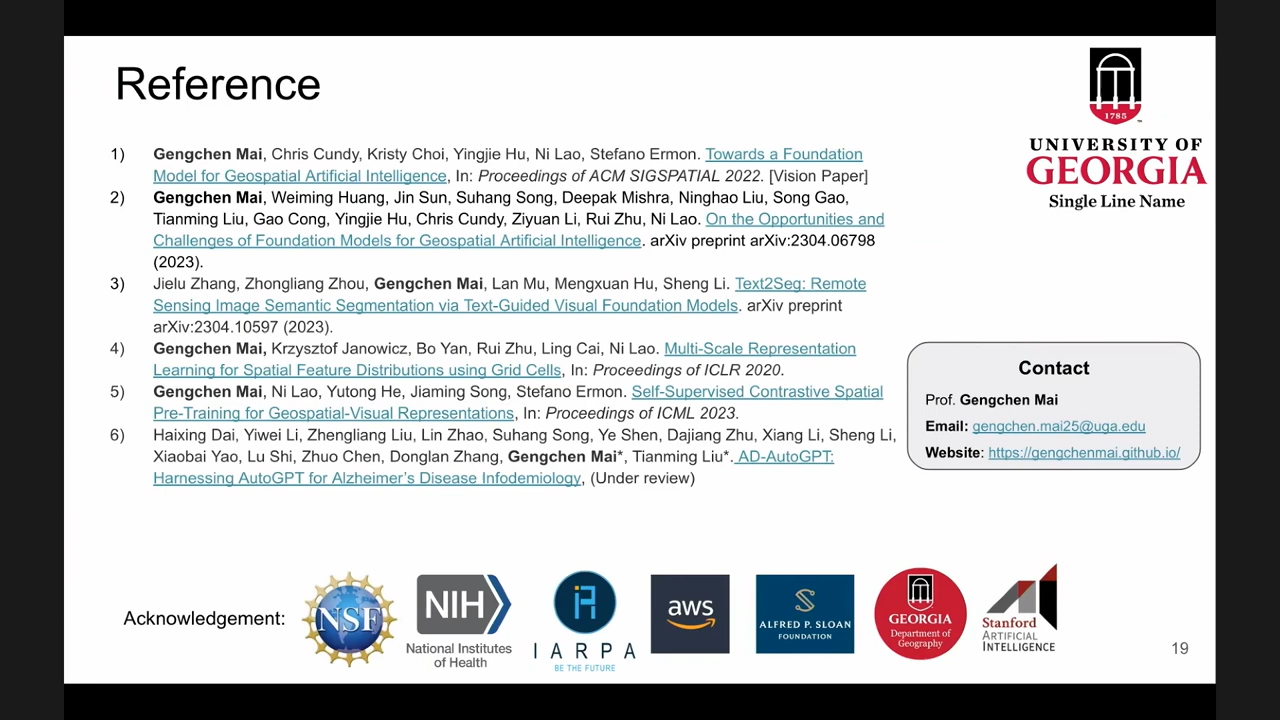 Reference
1785
UNIVERSITY OF
GEORGIA
Single Line Name
1) Gengchen Mai, Chris Cundy, Kristy Choi, Yingjie Hu, Ni Lao, Stefano Ermon. Towards a Foundation
Model for Geospatial Artificial Intelligence, In: Proceedings of ACM SIGSPATIAL 2022. [Vision Paper]
2) Gengchen Mai, Weiming Huang, Jin Sun, Suhang Song, Deepak Mishra, Ninghao Liu, Song Gao,
Tianming Liu, Gao Cong, Yingjie Hu, Chris Cundy, Ziyuan Li, Rui Zhu, Ni Lao. On the Opportunities and
Challenges of Foundation Models for Geospatial Artificial Intelligence. arXiv preprint arXiv:2304.06798
(2023).
3) Jielu Zhang, Zhongliang Zhou, Gengchen Mai, Lan Mu, Mengxuan Hu, Sheng Li. Text2Seg: Remote
Sensing Image Semantic Segmentation via Text-Guided Visual Foundation Models. arXiv preprint
arXiv:2304.10597 (2023).
4) Gengchen Mai, Krzysztof Janowicz, Bo Yan, Rui Zhu, Ling Cai, Ni Lao. Multi-Scale Representation
Learning for Spatial Feature Distributions using Grid Cells, In: Proceedings of ICLR 2020.
5) Gengchen Mai, Ni Lao, Yutong He, Jiaming Song, Stefano Ermon. Self-Supervised Contrastive Spatial
Pre-Training for Geospatial-Visual Representations, In: Proceedings of ICML 2023.
6) Haixing Dai, Yiwei Li, Zhengliang Liu, Lin Zhao, Suhang Song, Ye Shen, Dajiang Zhu, Xiang Li, Sheng Li,
Xiaobai Yao, Lu Shi, Zhuo Chen, Donglan Zhang, Gengchen Mai*, Tianming Liu*. AD-AutoGPT:
Harnessing AutoGPT for Alzheimer's Disease Infodemiology, (Under review)
Contact
Prof. Gengchen Mai
Email: gengchen.mai25@uga.edu
Website: https://gengchenmai.github.io/
Acknowledgement:
NSF
NIH
National Institutes
of Health
IARPA
BE THE FUTURE
aws
ALFRED P. SLOAN
FOUNDATION
GEORGIA
Department of
Geography
Stanford
ARTIFICIAL
INTELLIGENCE
19